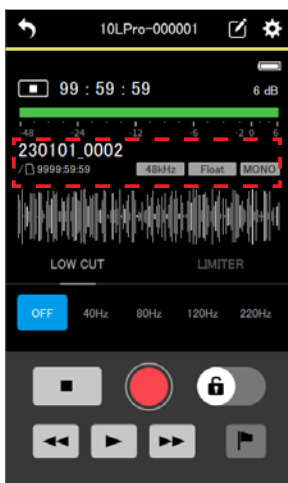 10LPro-000001
99 : 59 : 59 6 dB
-48 -24 -12 -6 -2 0 6
230101_0002
/ 9999:59:59 48kHz Float MONO
LOW CUT LIMITER
OFF 40Hz 80Hz 120Hz 220Hz